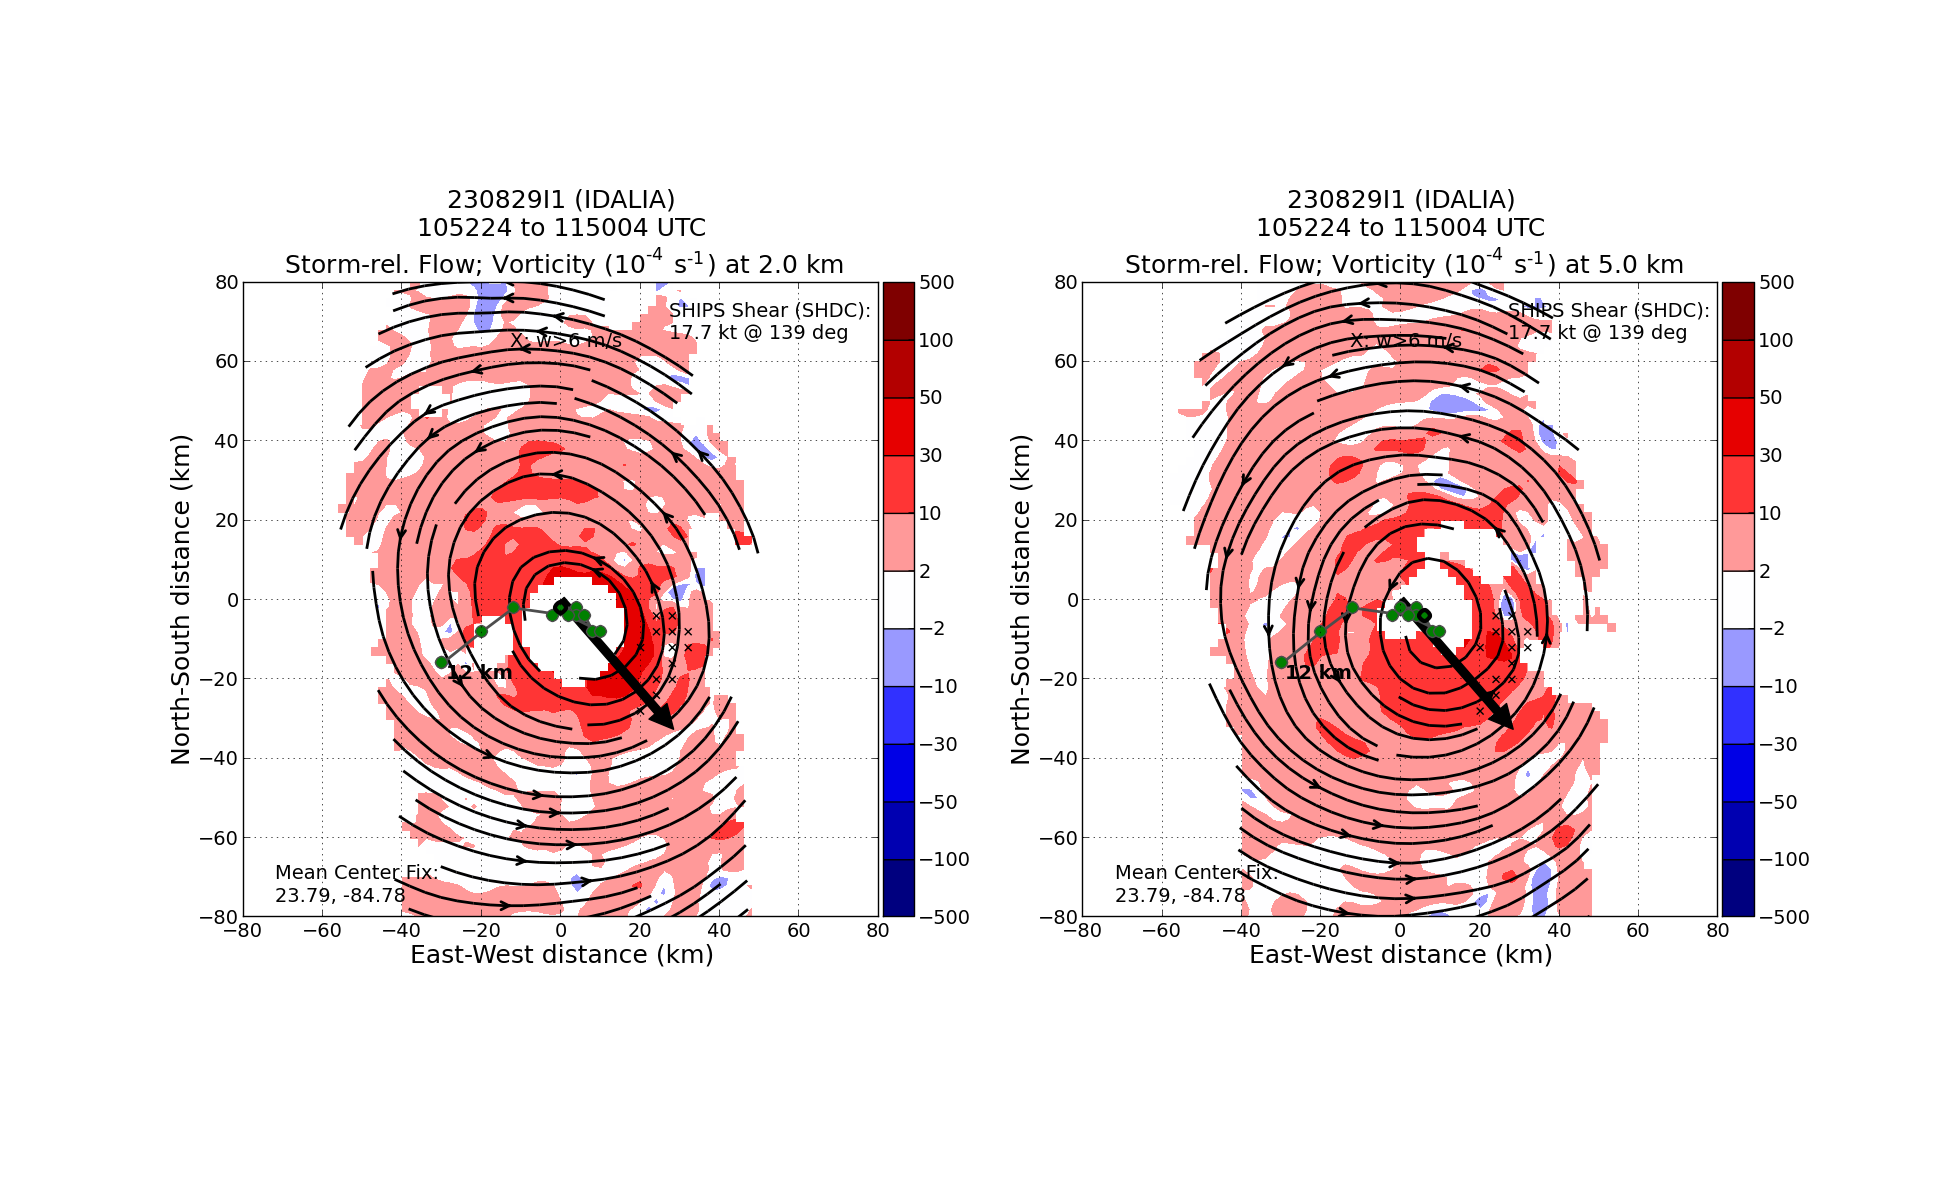 230829I1 (IDALIA)
105224 to 115004 UTC
Storm-rel. Flow; Vorticity (10⁻⁴ s⁻¹) at 2.0 km
SHIPS Shear (SHDC):
17.7 kt @ 139 deg
X: w>6 m/s
12 km
Mean Center Fix:
23.79, -84.78
80
60
40
20
0
−20
−40
−60
−80
−80 −60 −40 −20 0 20 40 60 80
North-South distance (km)
East-West distance (km)
500
100
50
30
10
2
−2
−10
−30
−50
−100
−500
230829I1 (IDALIA)
105224 to 115004 UTC
Storm-rel. Flow; Vorticity (10⁻⁴ s⁻¹) at 5.0 km
SHIPS Shear (SHDC):
17.7 kt @ 139 deg
X: w>6 m/s
12 km
Mean Center Fix:
23.79, -84.78
80
60
40
20
0
−20
−40
−60
−80
−80 −60 −40 −20 0 20 40 60 80
North-South distance (km)
East-West distance (km)
500
100
50
30
10
2
−2
−10
−30
−50
−100
−500